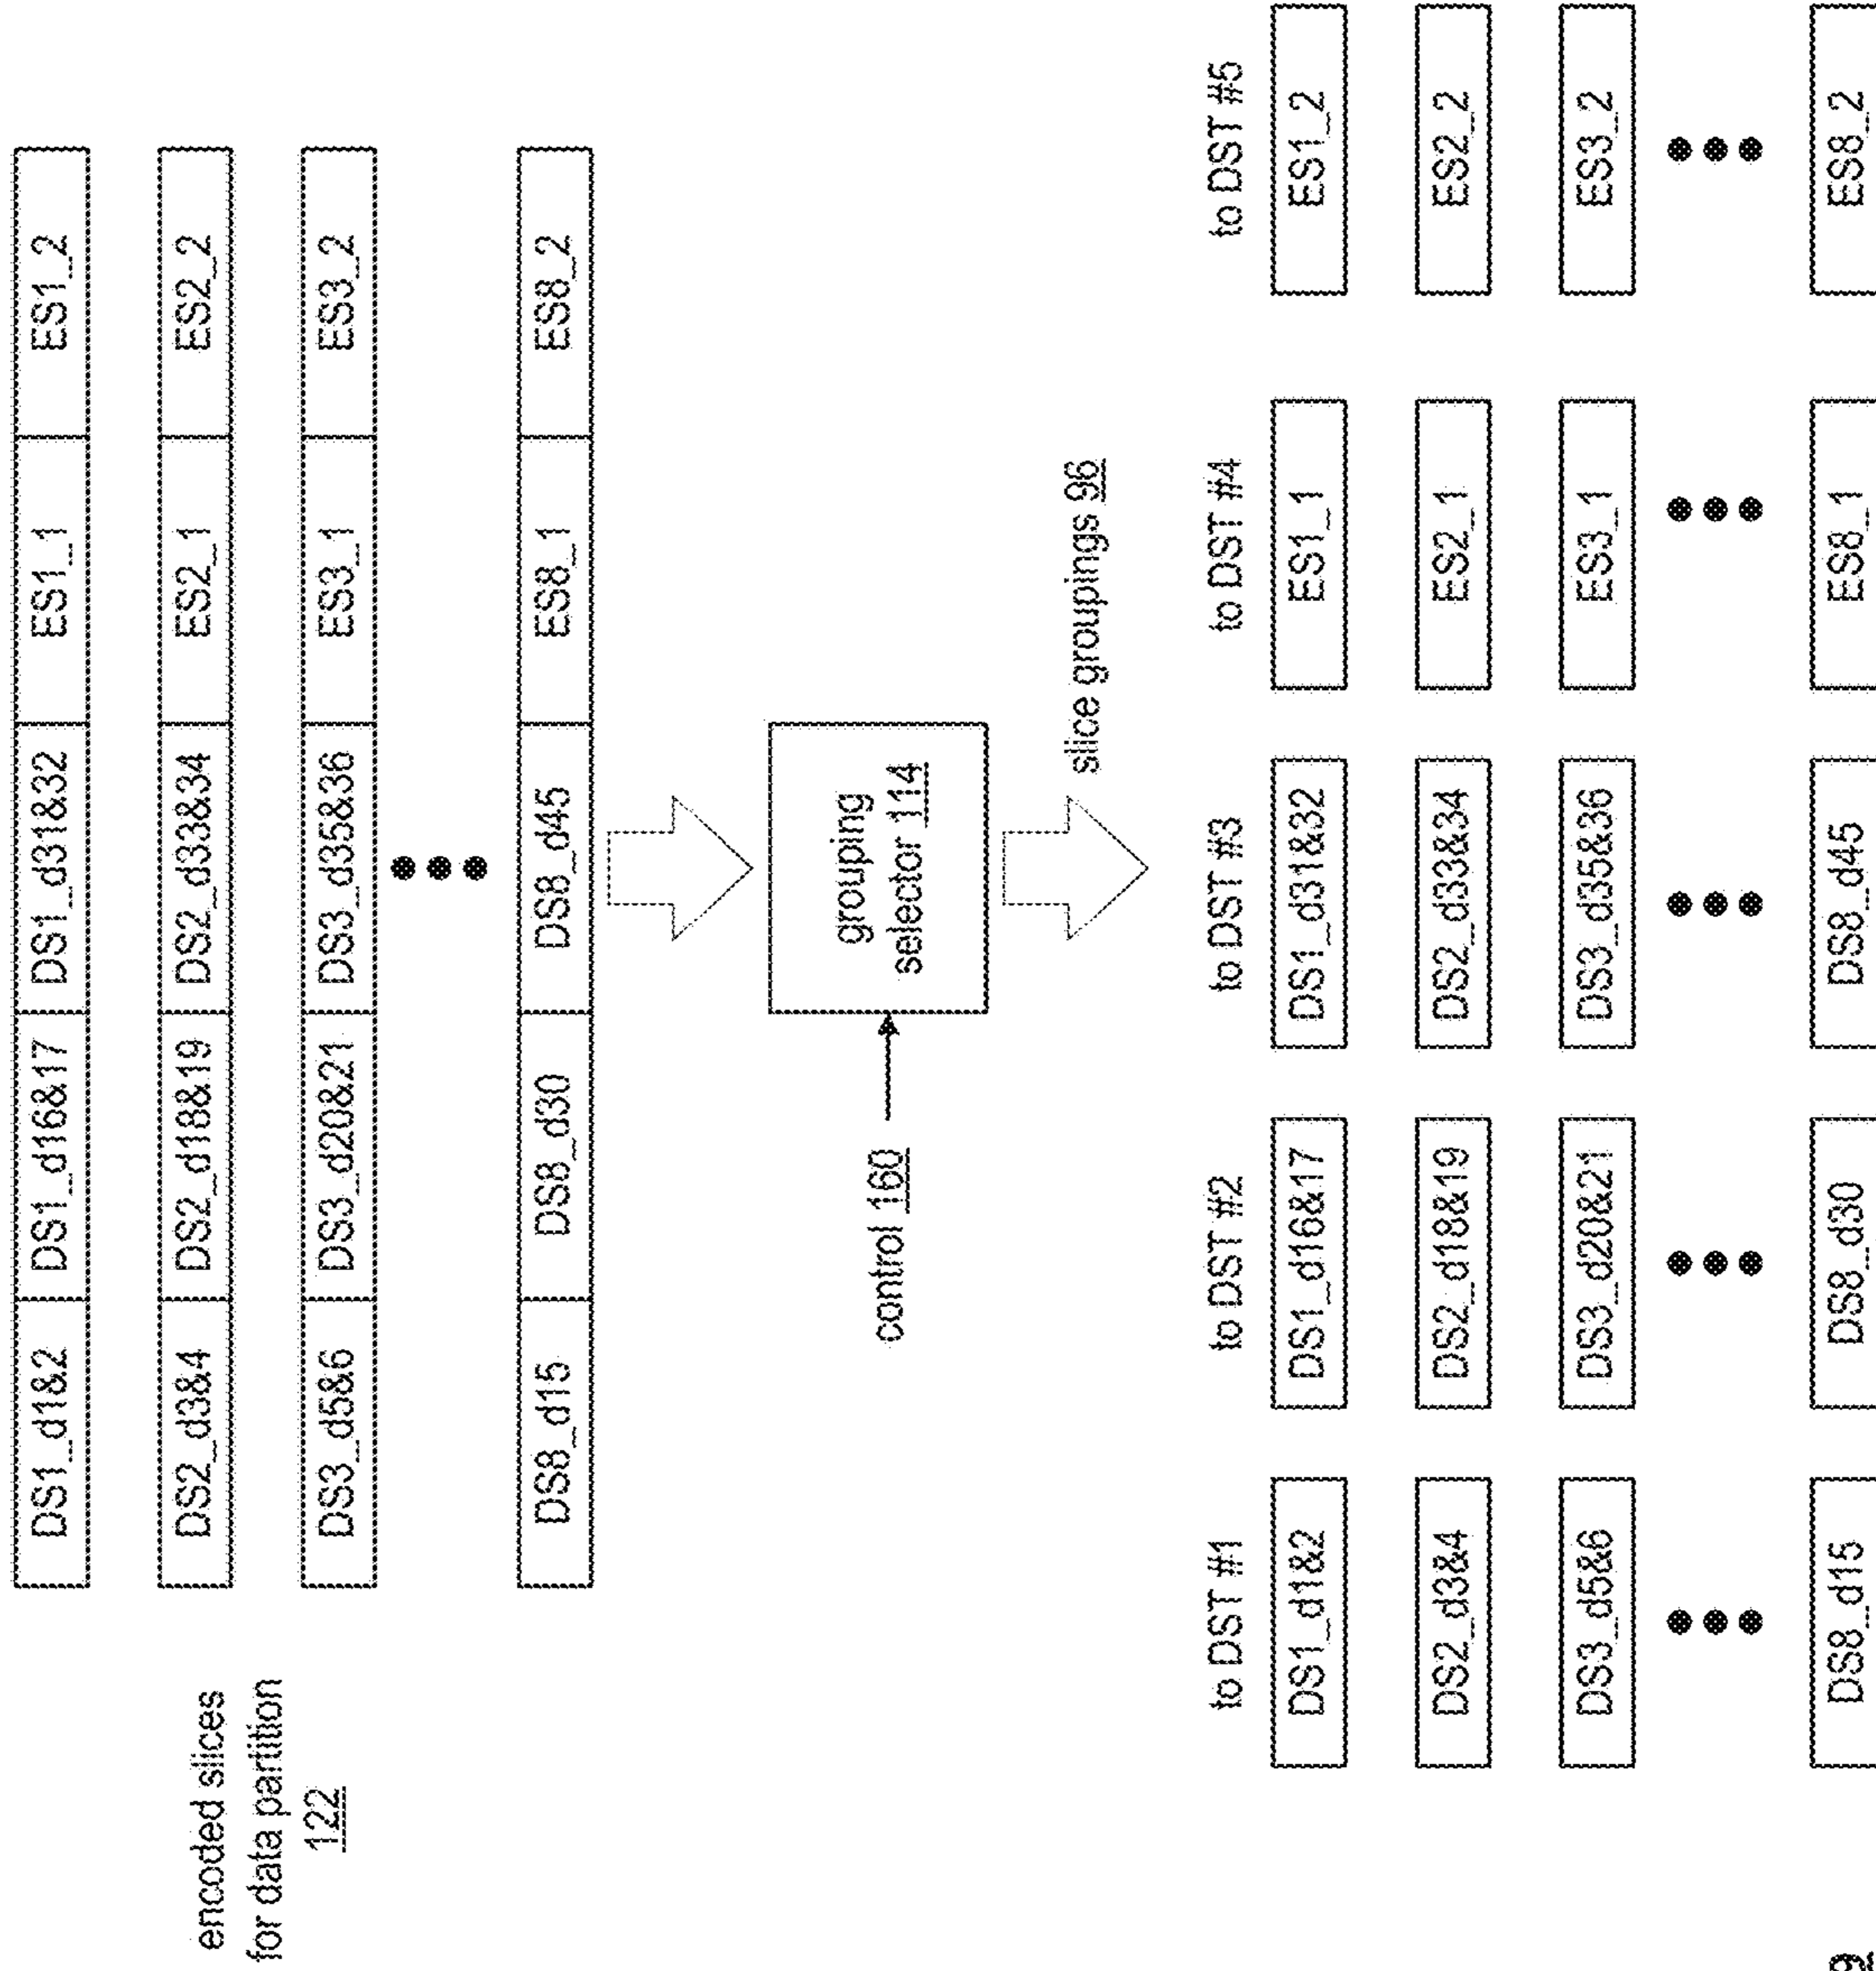 encoded slices
for data partition
122
DS1_d1&2 DS1_d16&17 DS1_d31&32 ES1_1 ES1_2
DS2_d3&4 DS2_d18&19 DS2_d33&34 ES2_1 ES2_2
DS3_d5&6 DS3_d20&21 DS3_d35&36 ES3_1 ES3_2
DS8_d15 DS8_d30 DS8_d45 ES8_1 ES8_2
control 160
grouping
selector 114
slice groupings 96
to DST #1 to DST #2 to DST #3 to DST #4 to DST #5
DS1_d1&2 DS1_d16&17 DS1_d31&32 ES1_1 ES1_2
DS2_d3&4 DS2_d18&19 DS2_d33&34 ES2_1 ES2_2
DS3_d5&6 DS3_d20&21 DS3_d35&36 ES3_1 ES3_2
DS8_d15 DS8_d30 DS8_d45 ES8_1 ES8_2